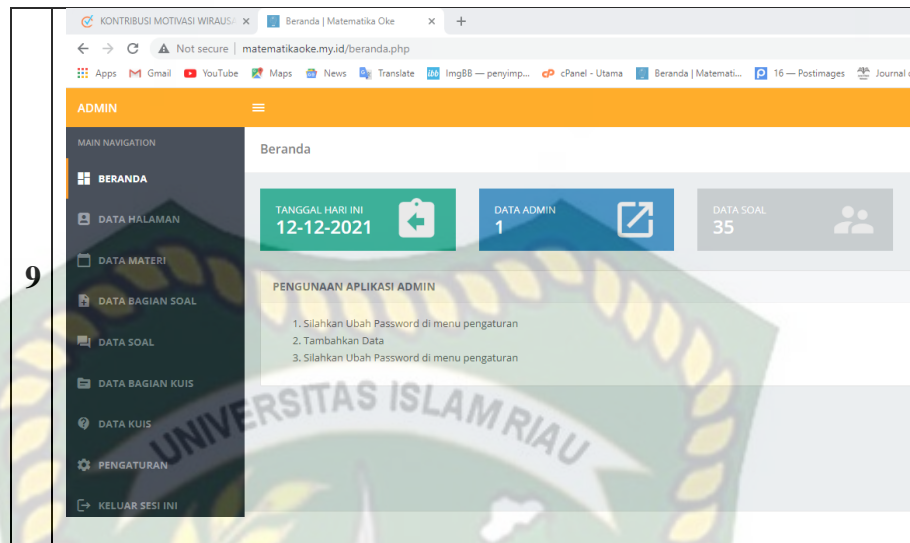 9
KONTRIBUSI MOTIVASI WIRAUSA
Beranda | Matematika Oke
Not secure | matematikaoke.my.id/beranda.php
Apps Gmail YouTube Maps News Translate ImgBB — penyimp... cPanel - Utama Beranda | Matemati... 16 — Postimages Journal
ADMIN
MAIN NAVIGATION
BERANDA
DATA HALAMAN
DATA MATERI
DATA BAGIAN SOAL
DATA SOAL
DATA BAGIAN KUIS
DATA KUIS
PENGATURAN
KELUAR SESI INI
Beranda
TANGGAL HARI INI
12-12-2021
DATA ADMIN
1
DATA SOAL
35
PENGUNAAN APLIKASI ADMIN
1. Silahkan Ubah Password di menu pengaturan
2. Tambahkan Data
3. Silahkan Ubah Password di menu pengaturan
UNIVERSITAS ISLAM RIAU